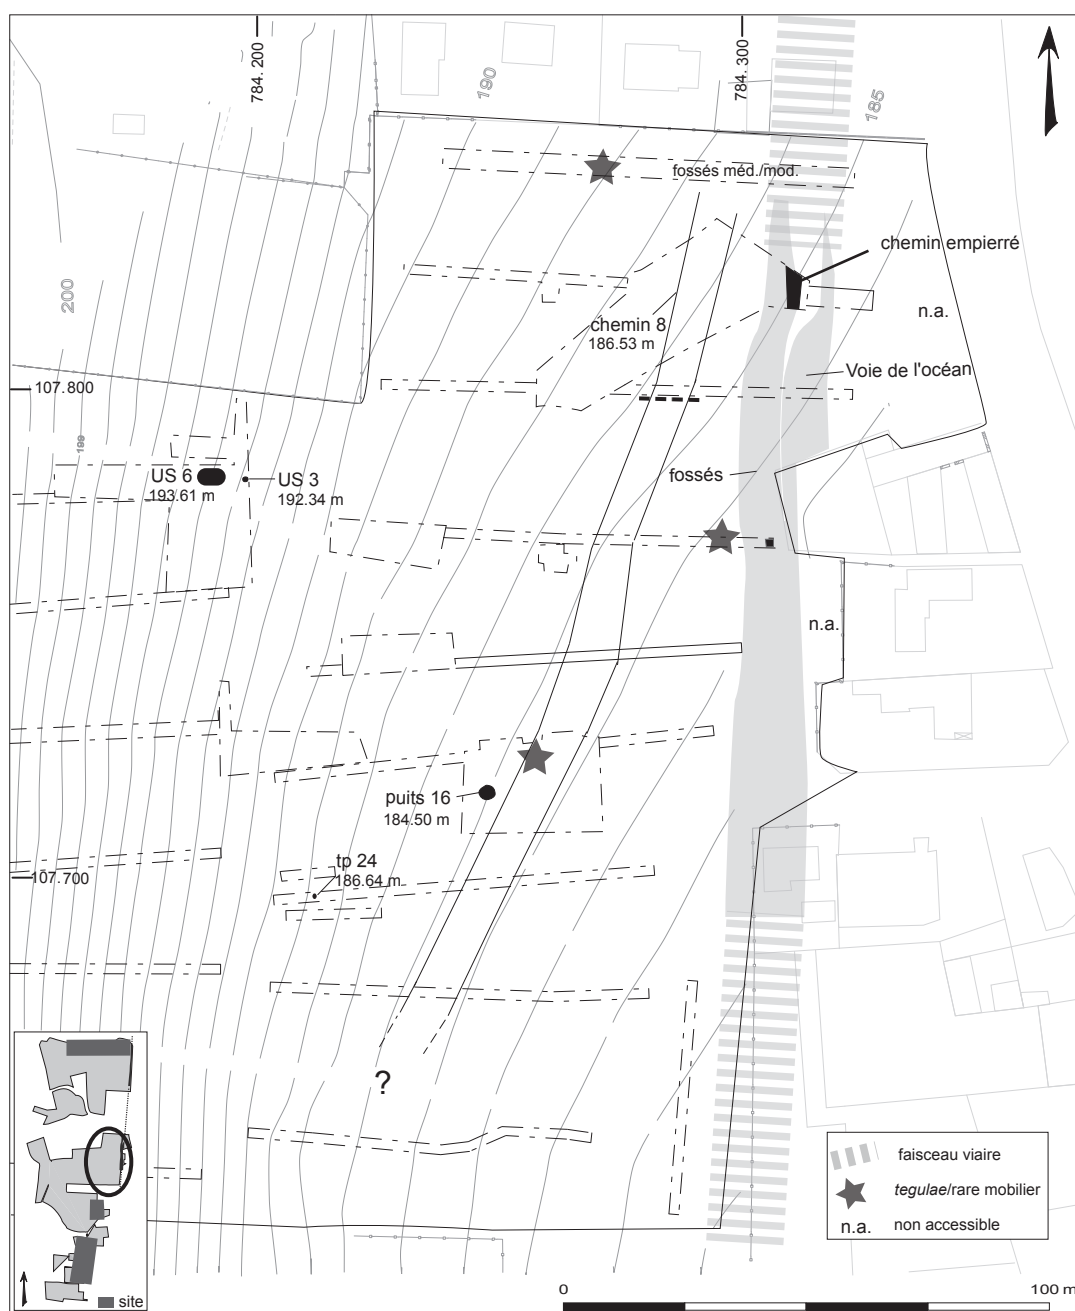 784. 200
784. 300
190
185
fossés méd./mod.
chemin empierré
200
n.a.
chemin 8
186.53 m
Voie de l'océan
107.800
199
US 6
193.61 m
US 3
192.34 m
fossés
n.a.
puits 16
184.50 m
tp 24
186.64 m
107.700
?
faisceau viaire
tegulae/rare mobilier
n.a. non accessible
site
0 100 m